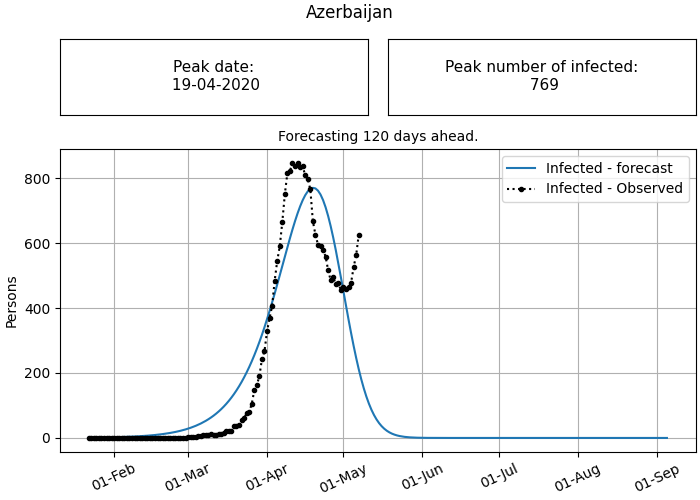 Azerbaijan
Peak date:
19-04-2020
Peak number of infected:
769
Forecasting 120 days ahead.
Infected - forecast
Infected - Observed
800
600
400
200
0
Persons
01-Feb
01-Mar
01-Apr
01-May
01-Jun
01-Jul
01-Aug
01-Sep